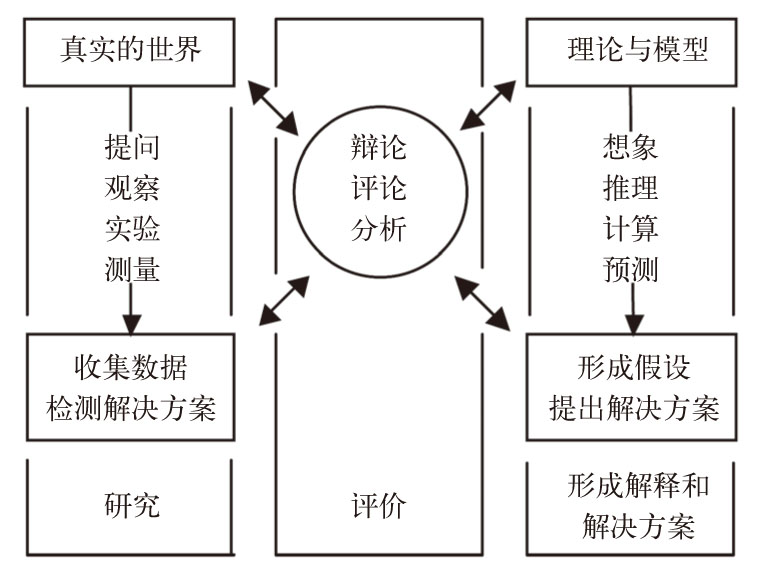 真实的世界
提问
观察
实验
测量
收集数据
检测解决方案
研究
辩论
评论
分析
评价
理论与模型
想象
推理
计算
预测
形成假设
提出解决方案
形成解释和
解决方案